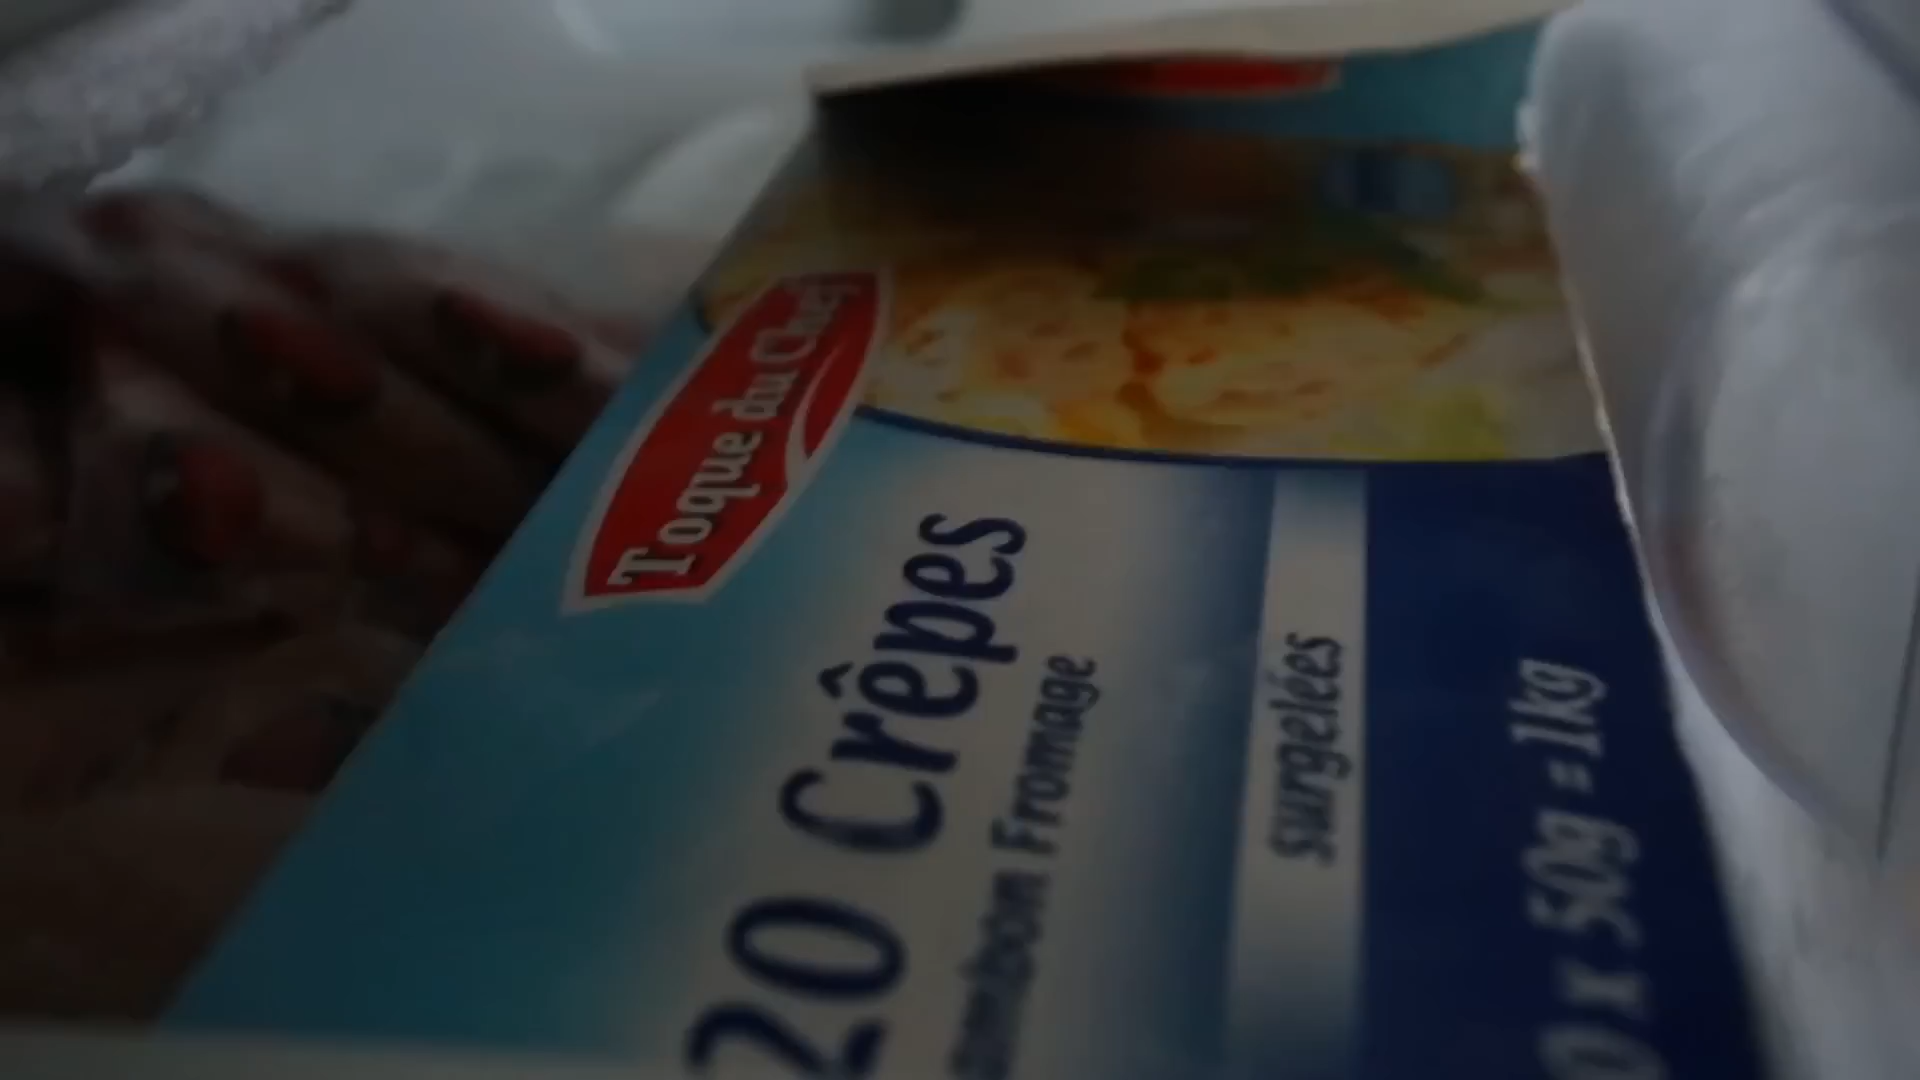 Toque du Chef
20 Crêpes
Fromage
surgelées
x 50g = 1kg